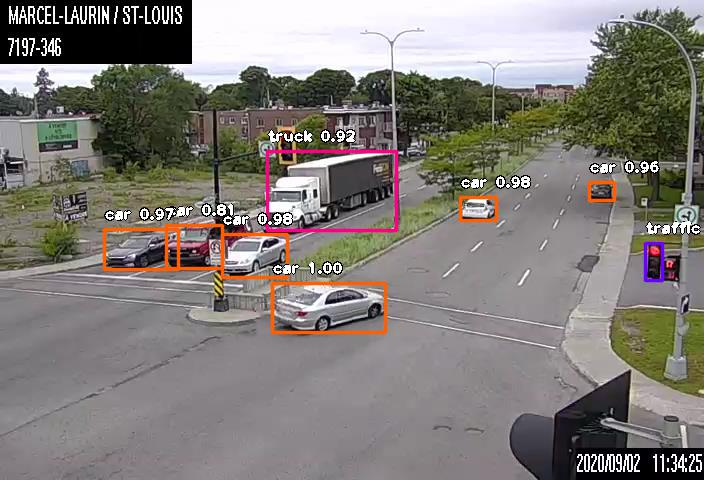 MARCEL-LAURIN / ST-LOUIS
7197-346
truck 0.92
car 0.96
car 0.98
car 0.97
car 0.81
car 0.98
traffic
car 1.00
2020/09/02 11:34:25